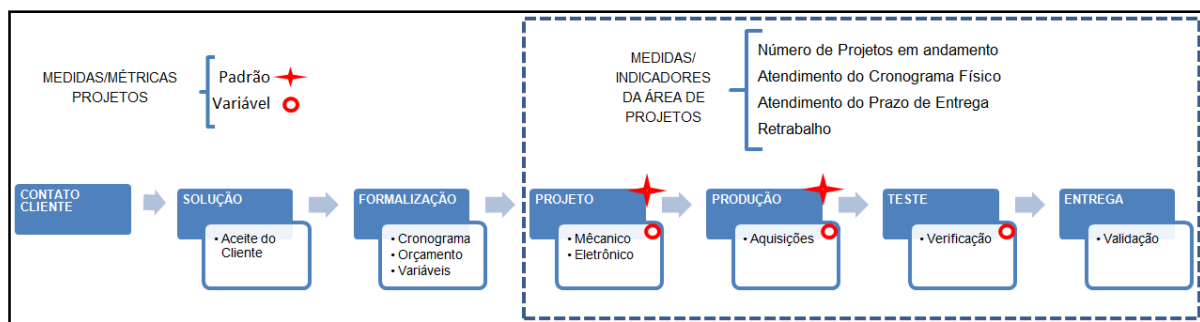 MEDIDAS/MÉTRICAS
PROJETOS
Padrão
Variável
MEDIDAS/
INDICADORES
DA ÁREA DE
PROJETOS
Número de Projetos em andamento
Atendimento do Cronograma Físico
Atendimento do Prazo de Entrega
Retrabalho
CONTATO
CLIENTE
SOLUÇÃO
• Aceite do
Cliente
FORMALIZAÇÃO
• Cronograma
• Orçamento
• Variáveis
PROJETO
• Mêcanico
• Eletrônico
PRODUÇÃO
• Aquisições
TESTE
• Verificação
ENTREGA
• Validação